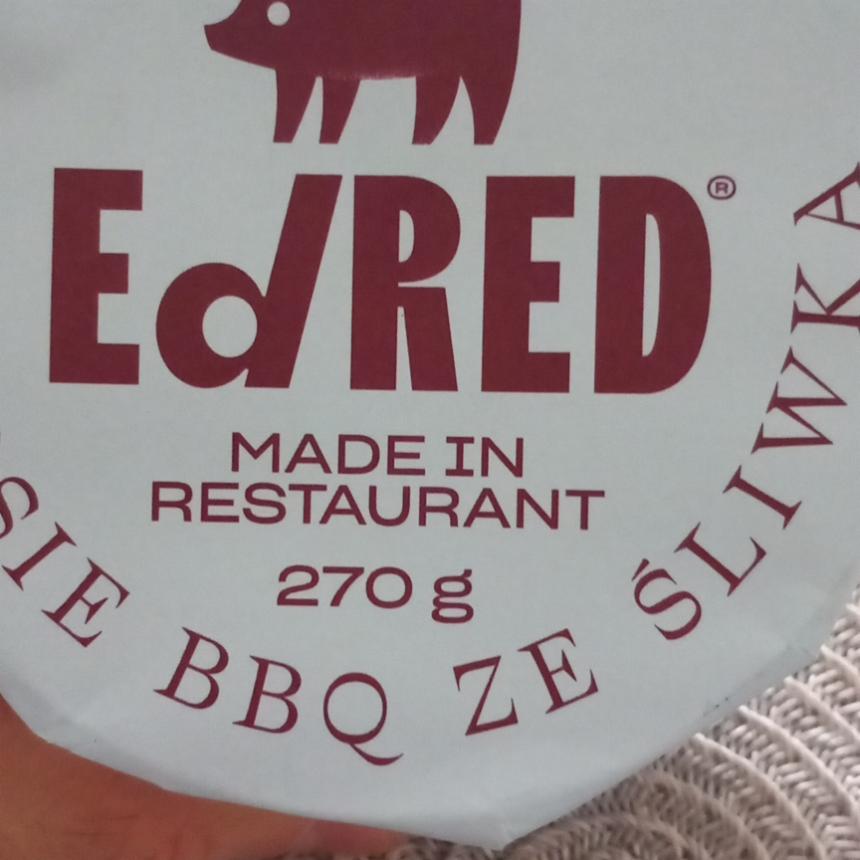 EdRED®
MADE IN
RESTAURANT
270 g
SIE BBQ ZE ŚLIWKĄ